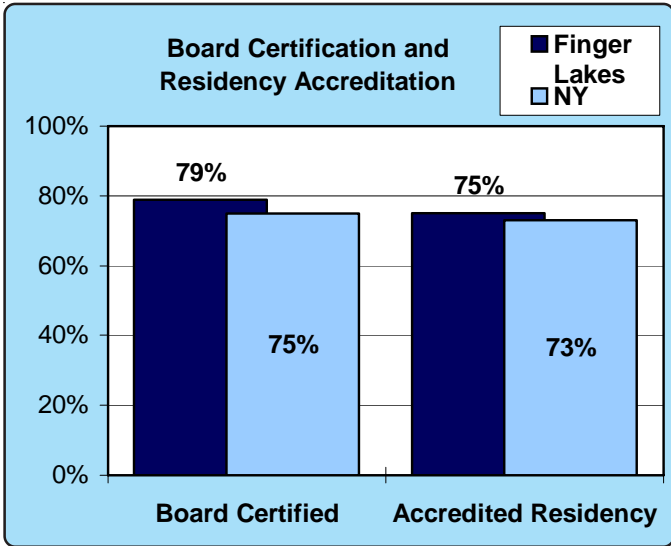 Board Certification and
Residency Accreditation
Finger
Lakes
NY
100%
80%
60%
40%
20%
0%
79%
75%
75%
73%
Board Certified
Accredited Residency